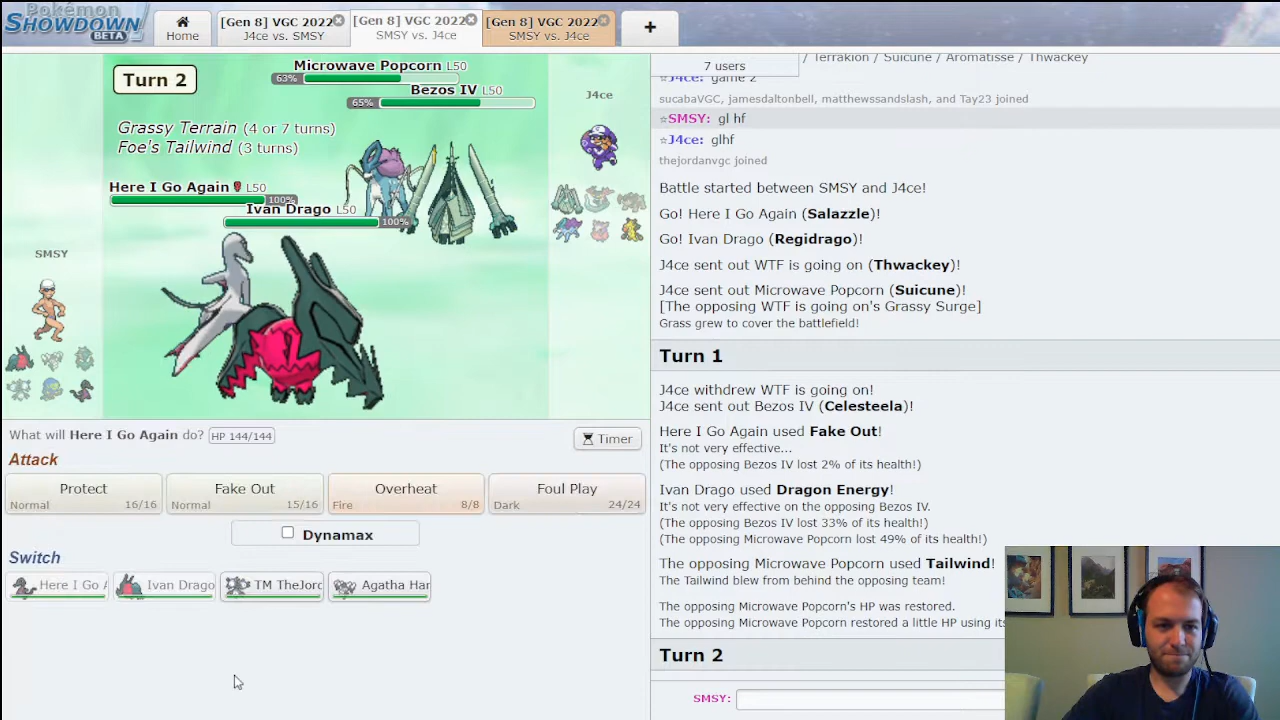 Pokémon
SHOWDOWN
BETA
Home
[Gen 8] VGC 2022
J4ce vs. SMSY
[Gen 8] VGC 2022
SMSY vs. J4ce
[Gen 8] VGC 2022
SMSY vs. J4ce
+
Turn 2
Microwave Popcorn L50
63%
Bezos IV L50
65%
Grassy Terrain (4 or 7 turns)
Foe's Tailwind (3 turns)
Here I Go Again L50
100%
Ivan Drago L50
100%
J4ce
SMSY
7 users
/ Terrakion / Suicune / Aromatisse / Thwackey
☆J4ce: game 2
sucabaVGC, jamesdaltonbell, matthewssandslash, and Tay23 joined
☆SMSY: gl hf
☆J4ce: glhf
thejordanvgc joined
Battle started between SMSY and J4ce!
Go! Here I Go Again (Salazzle)!
Go! Ivan Drago (Regidrago)!
J4ce sent out WTF is going on (Thwackey)!
J4ce sent out Microwave Popcorn (Suicune)!
[The opposing WTF is going on's Grassy Surge]
Grass grew to cover the battlefield!
Turn 1
J4ce withdrew WTF is going on!
J4ce sent out Bezos IV (Celesteela)!
Here I Go Again used Fake Out!
It's not very effective...
(The opposing Bezos IV lost 2% of its health!)
Ivan Drago used Dragon Energy!
It's not very effective on the opposing Bezos IV.
(The opposing Bezos IV lost 33% of its health!)
(The opposing Microwave Popcorn lost 49% of its health!)
The opposing Microwave Popcorn used Tailwind!
The Tailwind blew from behind the opposing team!
The opposing Microwave Popcorn's HP was restored.
The opposing Microwave Popcorn restored a little HP using its
Turn 2
SMSY:
What will Here I Go Again do? HP 144/144
Timer
Attack
Protect
Normal 16/16
Fake Out
Normal 15/16
Overheat
Fire 8/8
Foul Play
Dark 24/24
Dynamax
Switch
Here I Go A
Ivan Drago
TM TheJord
Agatha Har